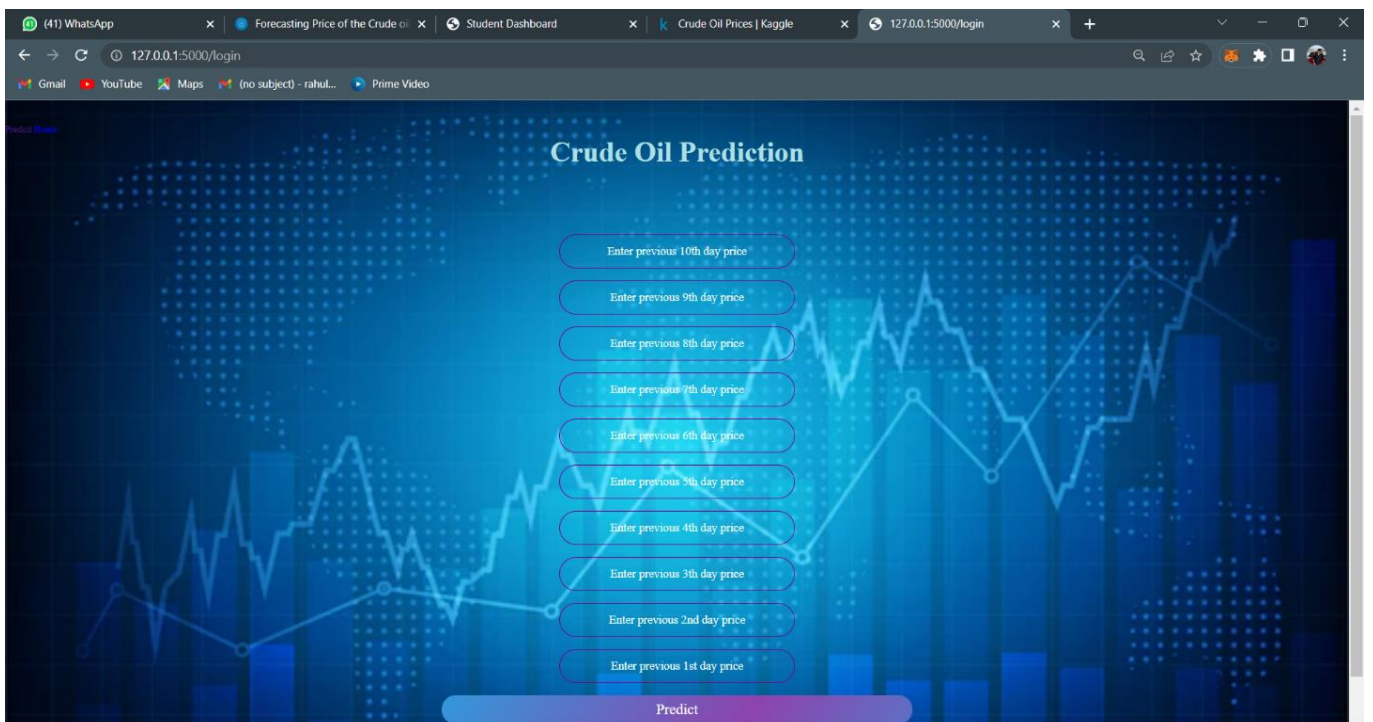 (41) WhatsApp
Forecasting Price of the Crude oil
Student Dashboard
Crude Oil Prices | Kaggle
127.0.0.1:5000/login
127.0.0.1:5000/login
Gmail
YouTube
Maps
(no subject) - rahul...
Prime Video
Predict Home
Crude Oil Prediction
Enter previous 10th day price
Enter previous 9th day price
Enter previous 8th day price
Enter previous 7th day price
Enter previous 6th day price
Enter previous 5th day price
Enter previous 4th day price
Enter previous 3th day price
Enter previous 2nd day price
Enter previous 1st day price
Predict